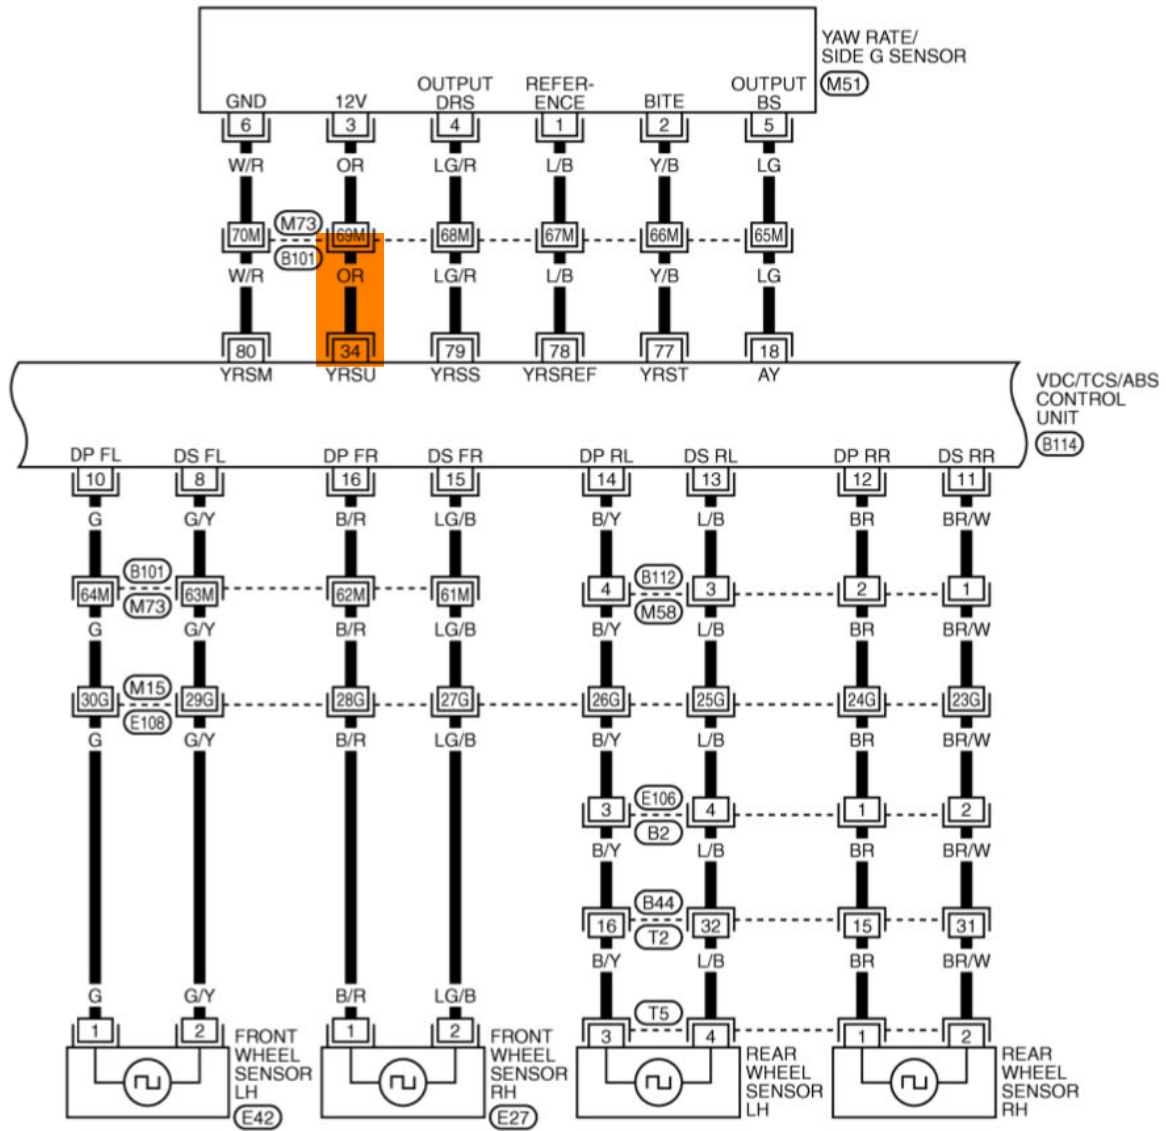 YAW RATE/
SIDE G SENSOR
M51
GND 12V OUTPUT DRS REFER-ENCE BITE OUTPUT BS
6 3 4 1 2 5
W/R OR LG/R L/B Y/B LG
70M M73 69M 68M 67M 66M 65M
B101
W/R OR LG/R L/B Y/B LG
80 34 79 78 77 18
YRSM YRSU YRSS YRSREF YRST AY
VDC/TCS/ABS
CONTROL
UNIT
B114
DP FL DS FL DP FR DS FR DP RL DS RL DP RR DS RR
10 8 16 15 14 13 12 11
G G/Y B/R LG/B B/Y L/B BR BR/W
B101 B112
64M 63M 62M 61M 4 3 2 1
M73 M58
G G/Y B/R LG/B B/Y L/B BR BR/W
M15
30G 29G 28G 27G 26G 25G 24G 23G
E108
G G/Y B/R LG/B B/Y L/B BR BR/W
E106
3 4 1 2
B2
B/Y L/B BR BR/W
B44
16 32 15 31
T2
B/Y L/B BR BR/W
G G/Y B/R LG/B
T5
1 2 1 2 3 4 1 2
FRONT
WHEEL
SENSOR
LH
E42
FRONT
WHEEL
SENSOR
RH
E27
REAR
WHEEL
SENSOR
LH
REAR
WHEEL
SENSOR
RH